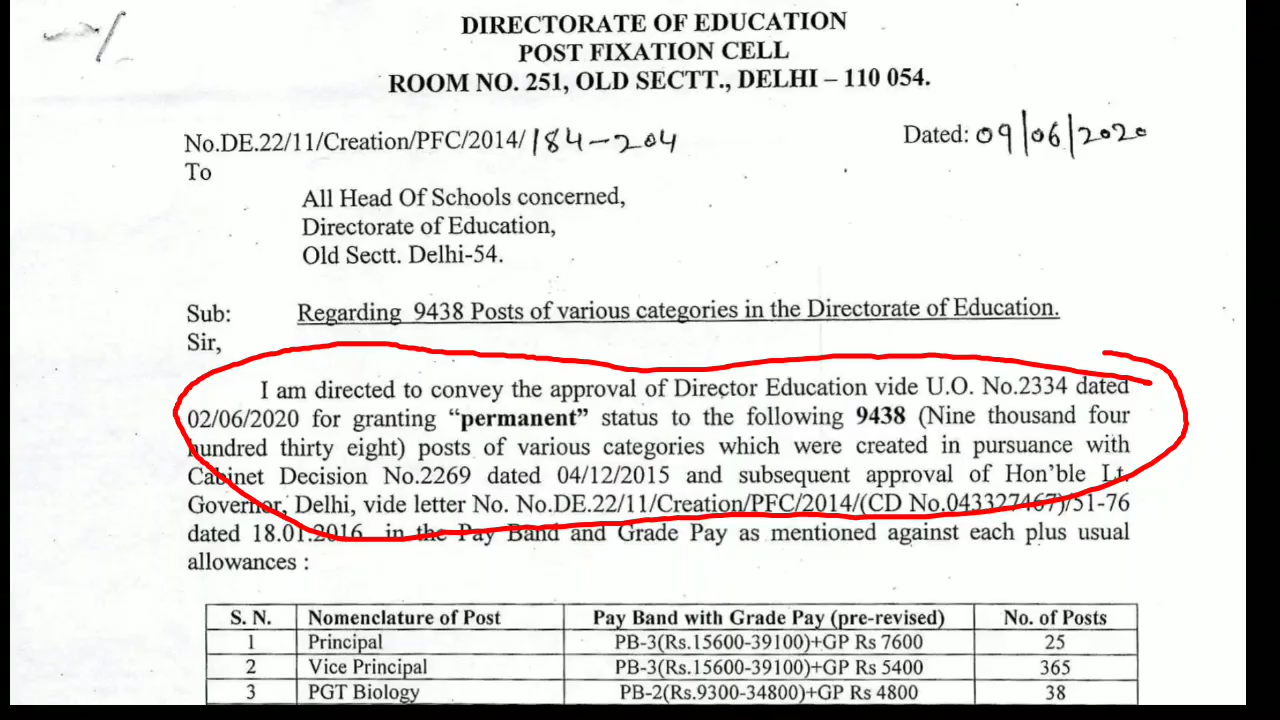 DIRECTORATE OF EDUCATION
POST FIXATION CELL
ROOM NO. 251, OLD SECTT., DELHI – 110 054.
No.DE.22/11/Creation/PFC/2014/184-204 Dated: 09/06/2020
To
All Head Of Schools concerned,
Directorate of Education,
Old Sectt. Delhi-54.
Sub: Regarding 9438 Posts of various categories in the Directorate of Education.
Sir,
I am directed to convey the approval of Director Education vide U.O. No.2334 dated
02/06/2020 for granting “permanent” status to the following 9438 (Nine thousand four
hundred thirty eight) posts of various categories which were created in pursuance with
Cabinet Decision No.2269 dated 04/12/2015 and subsequent approval of Hon’ble Lt.
Governor, Delhi, vide letter No. No.DE.22/11/Creation/PFC/2014/(CD No.043327467)/51-76
dated 18.01.2016 in the Pay Band and Grade Pay as mentioned against each plus usual
allowances :
S. N. Nomenclature of Post Pay Band with Grade Pay (pre-revised) No. of Posts
1 Principal PB-3(Rs.15600-39100)+GP Rs 7600 25
2 Vice Principal PB-3(Rs.15600-39100)+GP Rs 5400 365
3 PGT Biology PB-2(Rs.9300-34800)+GP Rs 4800 38